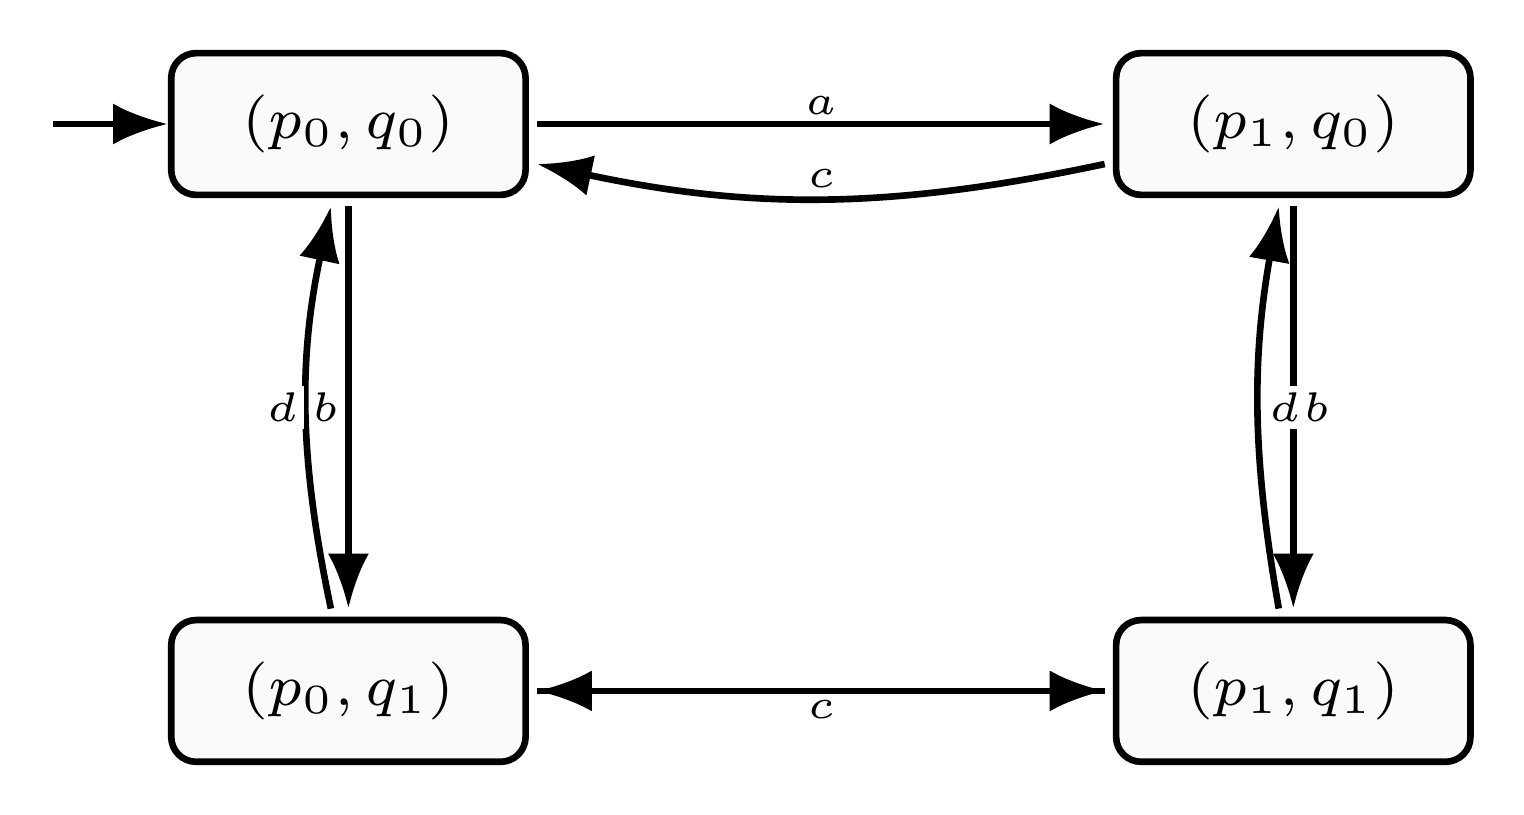 (p₀, q₀) a (p₁, q₀)
c
d b d b
(p₀, q₁) c (p₁, q₁)